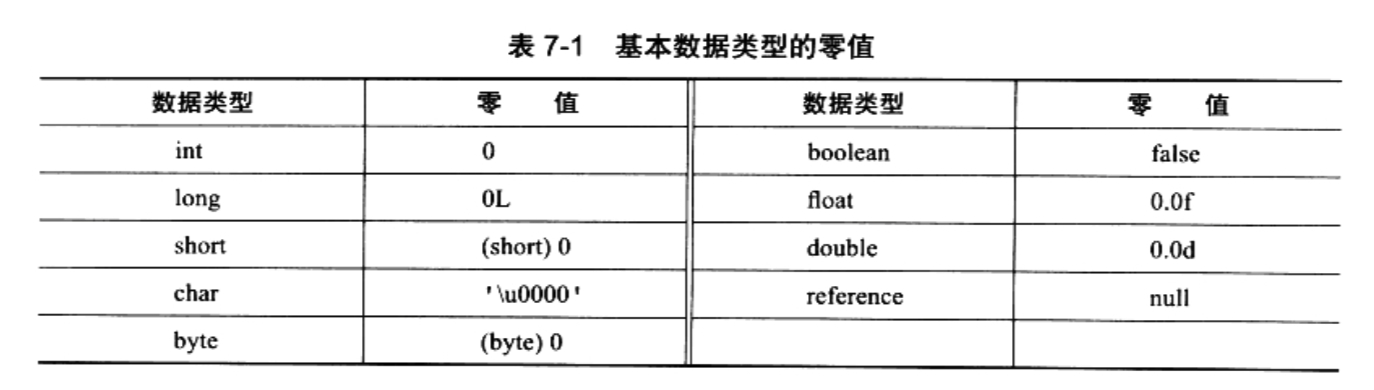 表 7-1 基本数据类型的零值
数据类型 零 值 数据类型 零 值
int 0 boolean false
long 0L float 0.0f
short (short) 0 double 0.0d
char '\u0000' reference null
byte (byte) 0